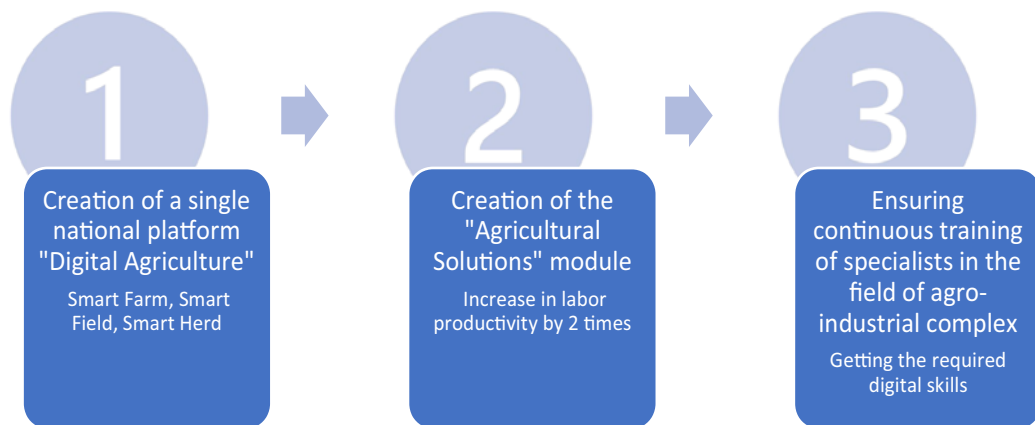 1
Creation of a single
national platform
"Digital Agriculture"
Smart Farm, Smart
Field, Smart Herd
2
Creation of the
"Agricultural
Solutions" module
Increase in labor
productivity by 2 times
3
Ensuring
continuous training
of specialists in the
field of agro-
industrial complex
Getting the required
digital skills